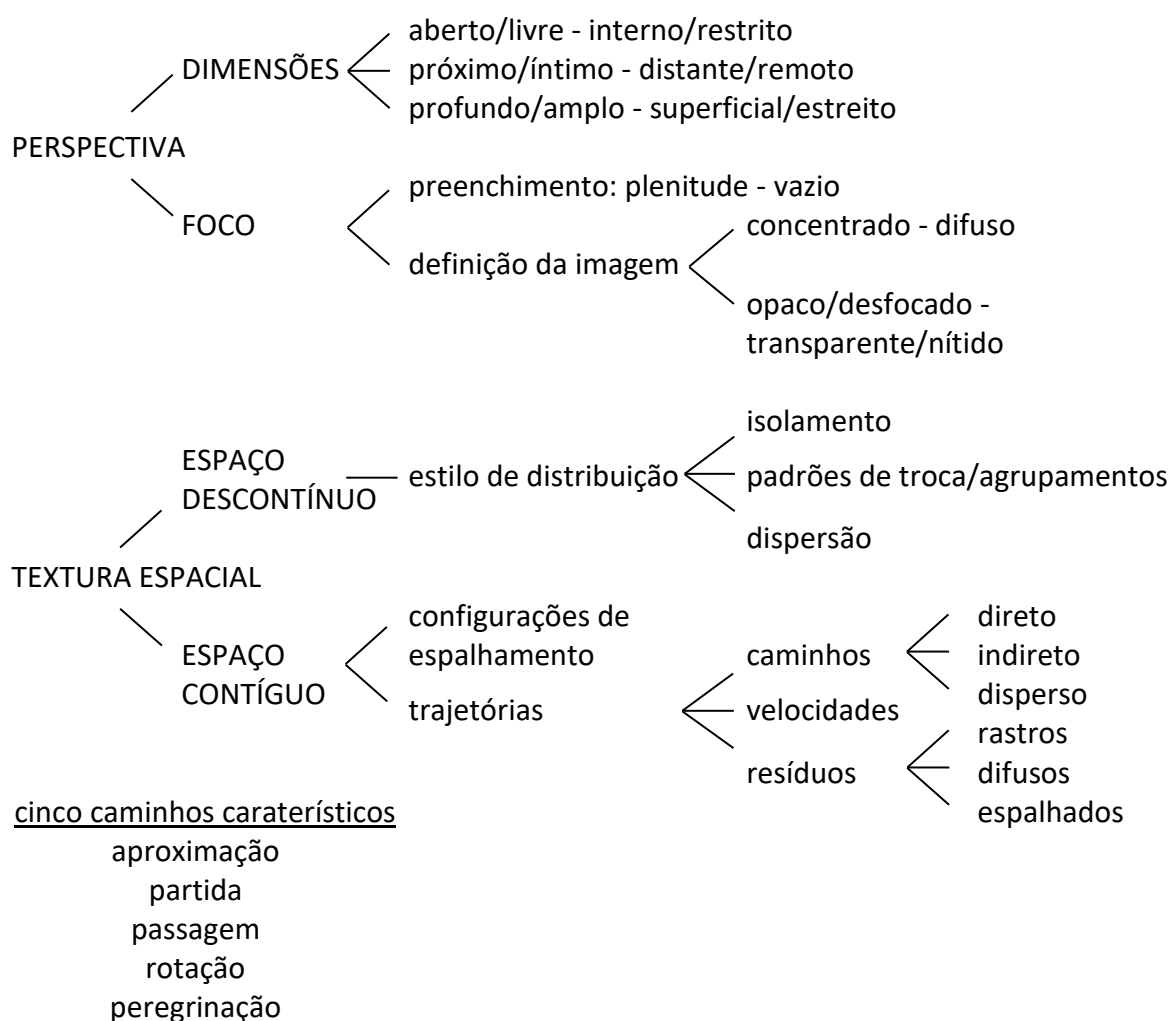 aberto/livre - interno/restrito
DIMENSÕES
próximo/íntimo - distante/remoto
profundo/amplo - superficial/estreito
PERSPECTIVA
preenchimento: plenitude - vazio
FOCO
concentrado - difuso
definição da imagem
opaco/desfocado -
transparente/nítido
isolamento
ESPAÇO
DESCONTÍNUO
estilo de distribuição
padrões de troca/agrupamentos
dispersão
TEXTURA ESPACIAL
configurações de
espalhamento
ESPAÇO
CONTÍGUO
trajetórias
caminhos
velocidades
resíduos
direto
indireto
disperso
rastros
difusos
espalhados
cinco caminhos caraterísticos
aproximação
partida
passagem
rotação
peregrinação